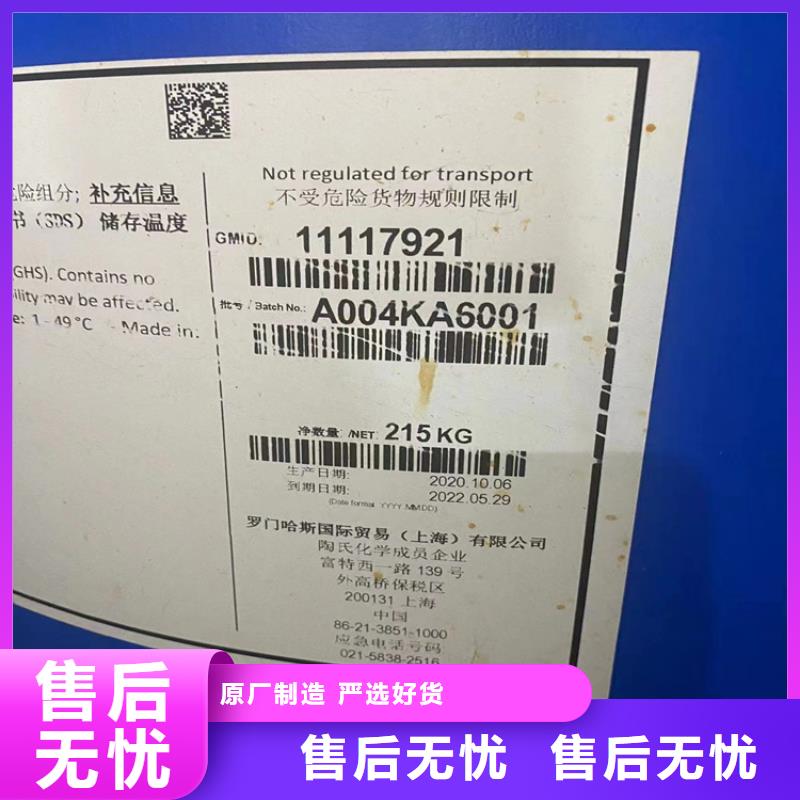 Not regulated for transport
不受危险货物规则限制
险组分; 补充信息
书（SDS） 储存温度
GHS). Contains no
bility may be affected.
e: 1-49°C - Made in:
GMID: 11117921
批号 / Batch No.: A004KA6001
净数量: /NET: 215KG
生产日期: 2020.10.06
到期日期: 2022.05.29
(Date format YYYY.MM.DD)
罗门哈斯国际贸易（上海）有限公司
陶氏化学成员企业
富特西一路 139 号
外高桥保税区
200131 上海
中国
86-21-3851-1000
应急电话号码
021-5838-2516
售后
无忧
原厂制造 严选好货
售后无忧 售后无忧